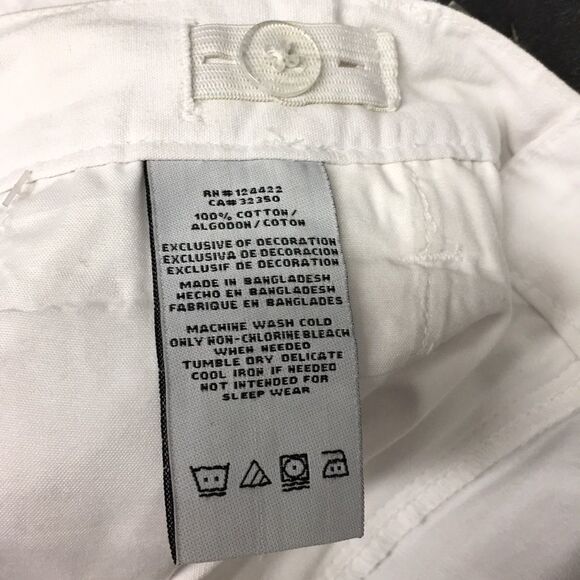 RN#124422
CA#32350
100% COTTON/
ALGODON/COTON
EXCLUSIVE OF DECORATION
EXCLUSIVA DE DECORACION
EXCLUSIF DE DECORATION
MADE IN BANGLADESH
HECHO EN BANGLADESH
FABRIQUE EN BANGLADES
MACHINE WASH COLD
ONLY NON-CHLORINE BLEACH
WHEN NEEDED
TUMBLE DRY DELICATE
COOL IRON IF NEEDED
NOT INTENDED FOR
SLEEP WEAR